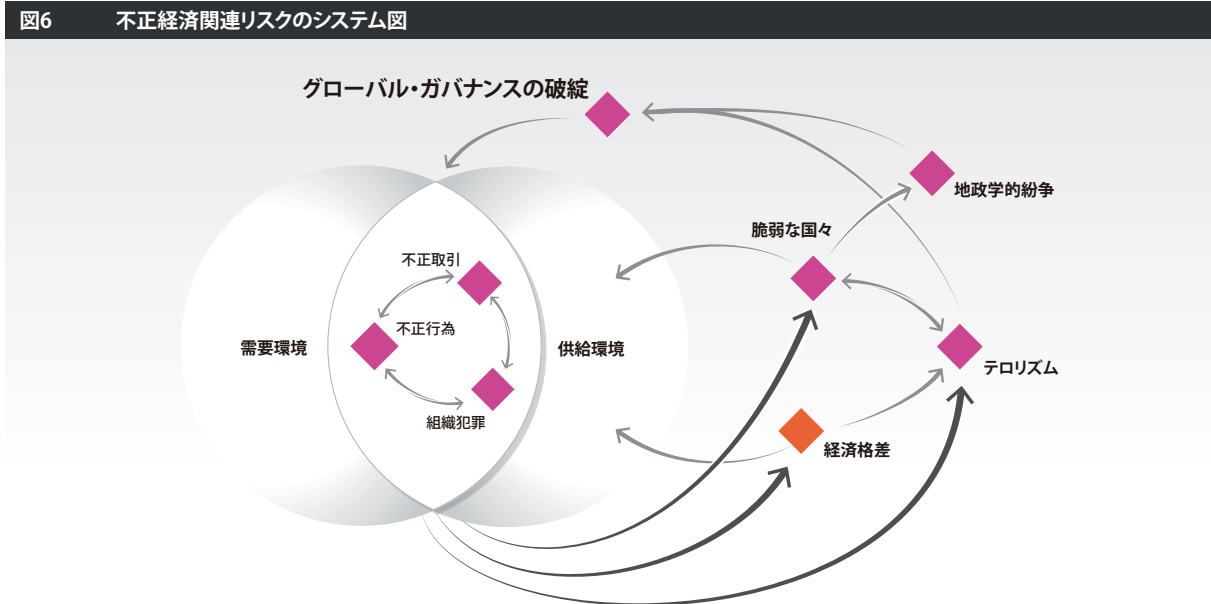 図6 不正経済関連リスクのシステム図
グローバル・ガバナンスの破綻
地政学的紛争
脆弱な国々
不正取引
不正行為
需要環境
供給環境
テロリズム
組織犯罪
経済格差